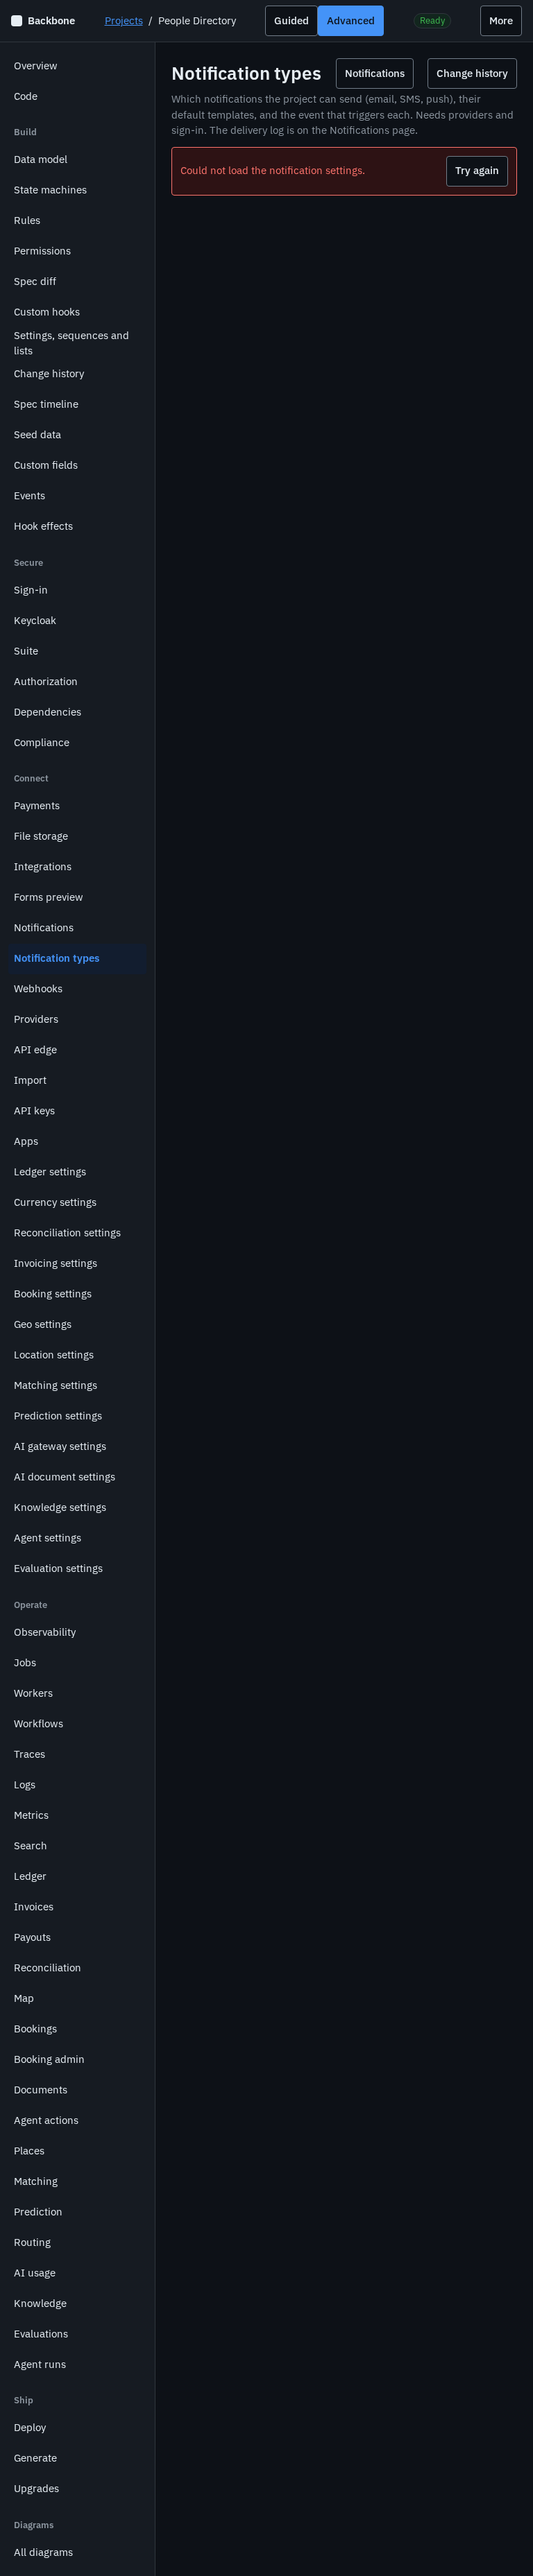 Backbone
Projects / People Directory
Guided
Advanced
Ready
More
Overview
Code
Build
Data model
State machines
Rules
Permissions
Spec diff
Custom hooks
Settings, sequences and
lists
Change history
Spec timeline
Seed data
Custom fields
Events
Hook effects
Secure
Sign-in
Keycloak
Suite
Authorization
Dependencies
Compliance
Connect
Payments
File storage
Integrations
Forms preview
Notifications
Notification types
Webhooks
Providers
API edge
Import
API keys
Apps
Ledger settings
Currency settings
Reconciliation settings
Invoicing settings
Booking settings
Geo settings
Location settings
Matching settings
Prediction settings
AI gateway settings
AI document settings
Knowledge settings
Agent settings
Evaluation settings
Operate
Observability
Jobs
Workers
Workflows
Traces
Logs
Metrics
Search
Ledger
Invoices
Payouts
Reconciliation
Map
Bookings
Booking admin
Documents
Agent actions
Places
Matching
Prediction
Routing
AI usage
Knowledge
Evaluations
Agent runs
Ship
Deploy
Generate
Upgrades
Diagrams
All diagrams
Notification types
Notifications
Change history
Which notifications the project can send (email, SMS, push), their
default templates, and the event that triggers each. Needs providers and
sign-in. The delivery log is on the Notifications page.
Could not load the notification settings.
Try again